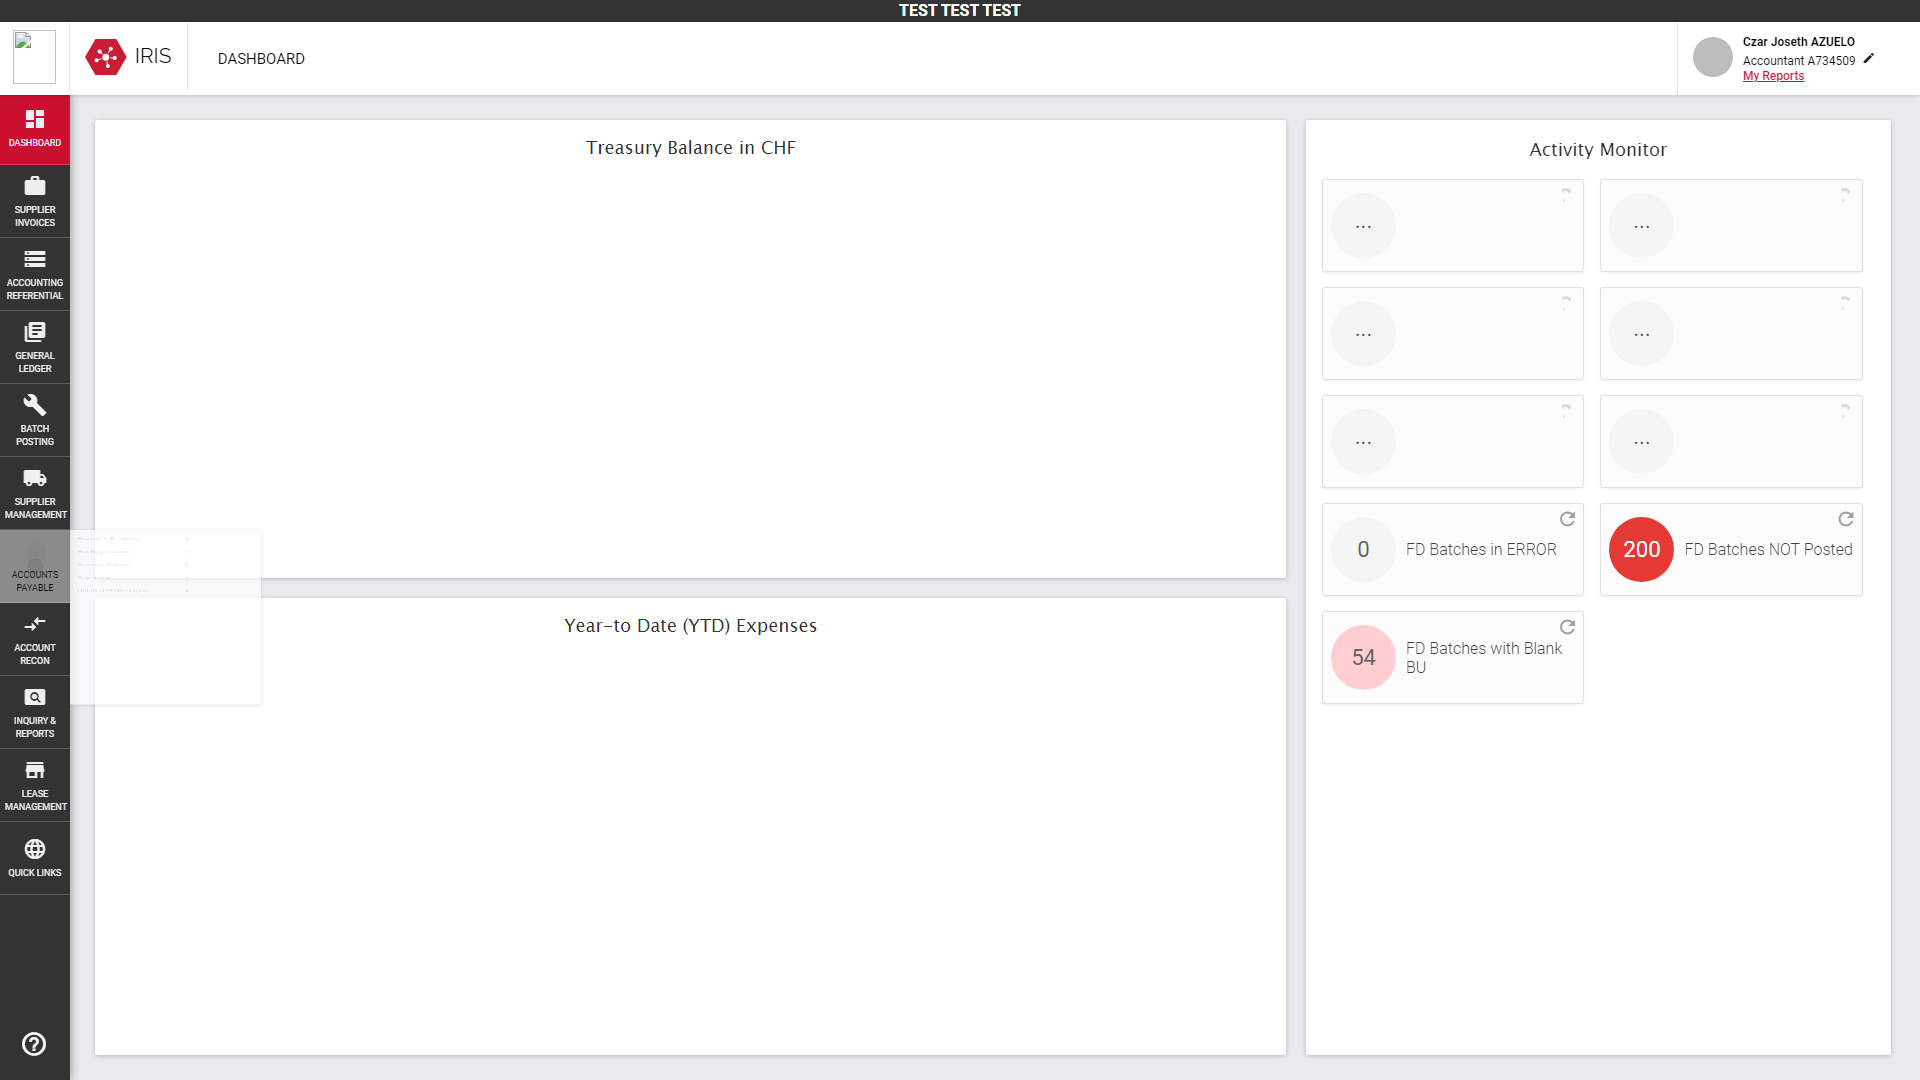 TEST TEST TEST
IRIS
DASHBOARD
Czar Joseth AZUELO
Accountant A734509
My Reports
DASHBOARD
SUPPLIER
INVOICES
ACCOUNTING
REFERENTIAL
GENERAL
LEDGER
BATCH
POSTING
SUPPLIER
MANAGEMENT
ACCOUNTS
PAYABLE
ACCOUNT
RECON
INQUIRY &
REPORTS
LEASE
MANAGEMENT
QUICK LINKS
Treasury Balance in CHF
Year-to Date (YTD) Expenses
Activity Monitor
...
...
...
...
...
...
0
FD Batches in ERROR
200
FD Batches NOT Posted
54
FD Batches with Blank
BU